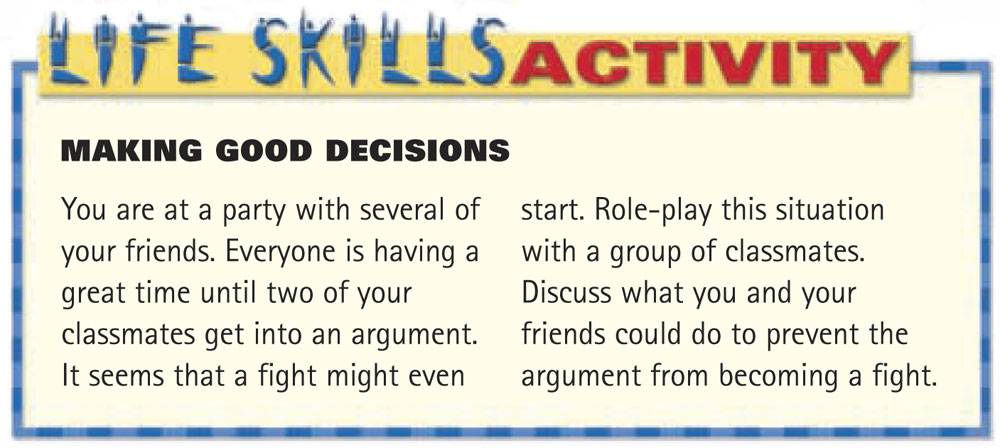 LIFE SKILLS ACTIVITY
MAKING GOOD DECISIONS
You are at a party with several of
your friends. Everyone is having a
great time until two of your
classmates get into an argument.
It seems that a fight might even
start. Role-play this situation
with a group of classmates.
Discuss what you and your
friends could do to prevent the
argument from becoming a fight.